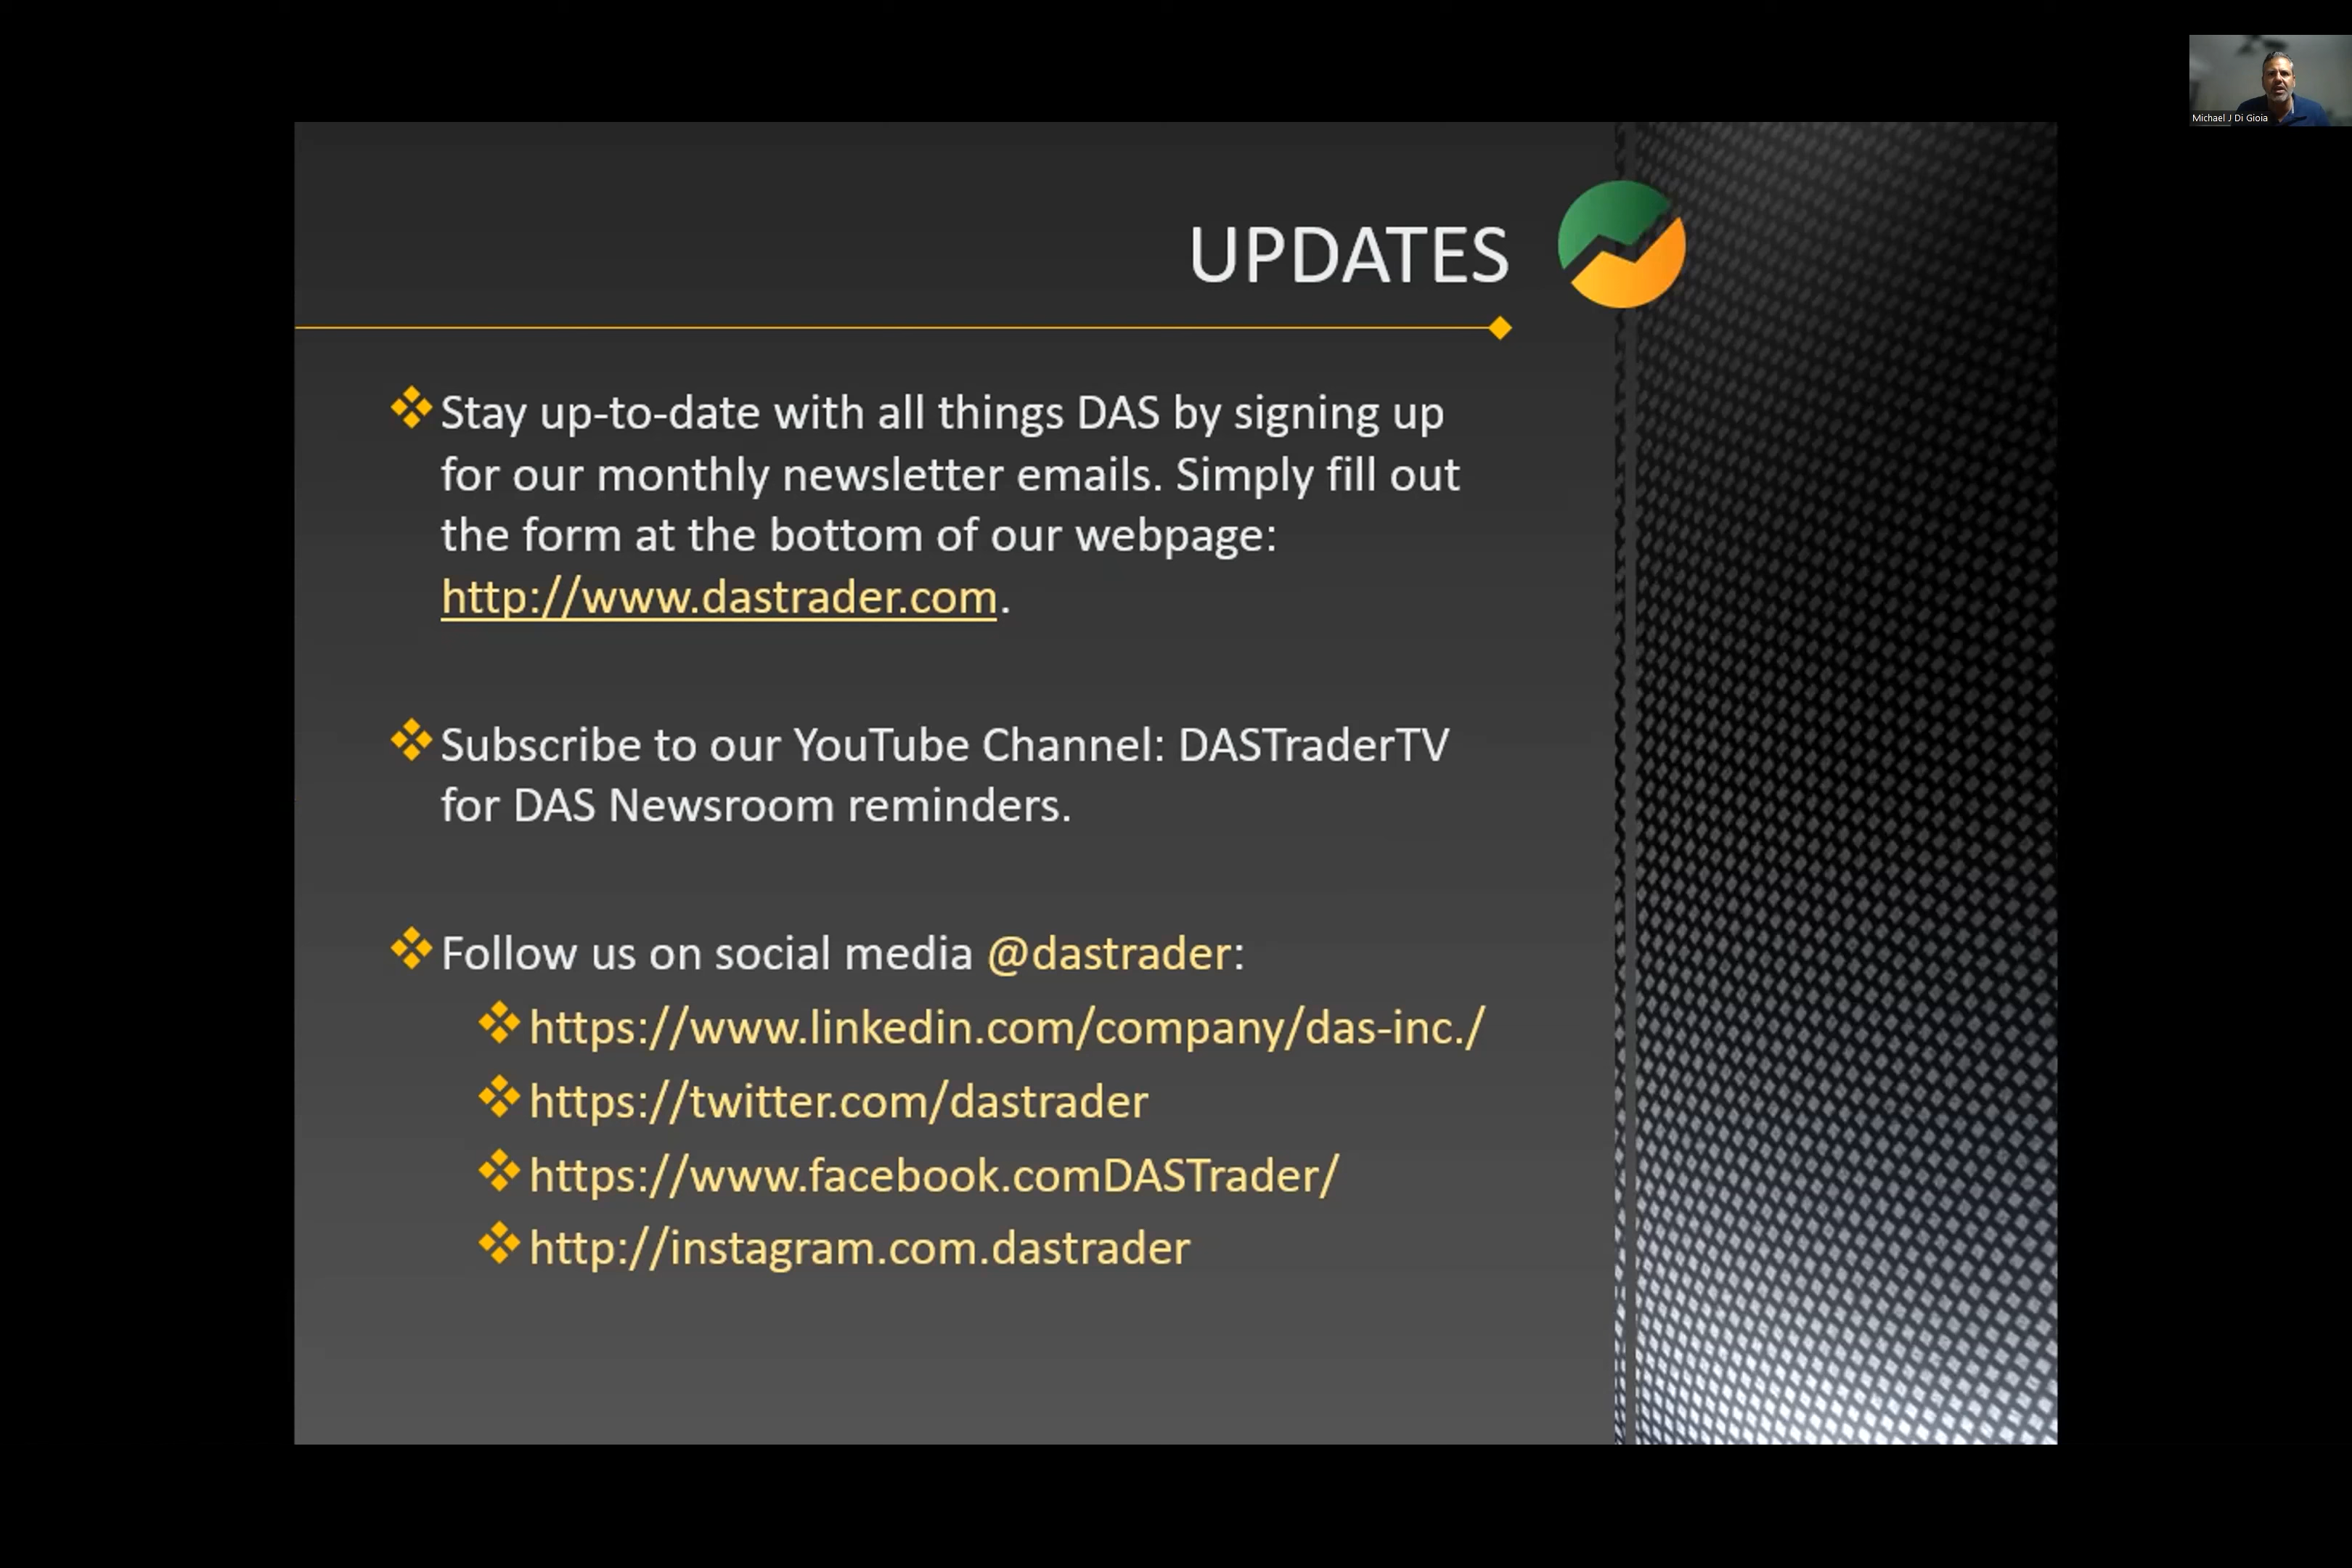 Michael J Di Gioia
UPDATES
Stay up-to-date with all things DAS by signing up
for our monthly newsletter emails. Simply fill out
the form at the bottom of our webpage:
http://www.dastrader.com.
Subscribe to our YouTube Channel: DASTraderTV
for DAS Newsroom reminders.
Follow us on social media @dastrader:
https://www.linkedin.com/company/das-inc./
https://twitter.com/dastrader
https://www.facebook.comDASTrader/
http://instagram.com.dastrader